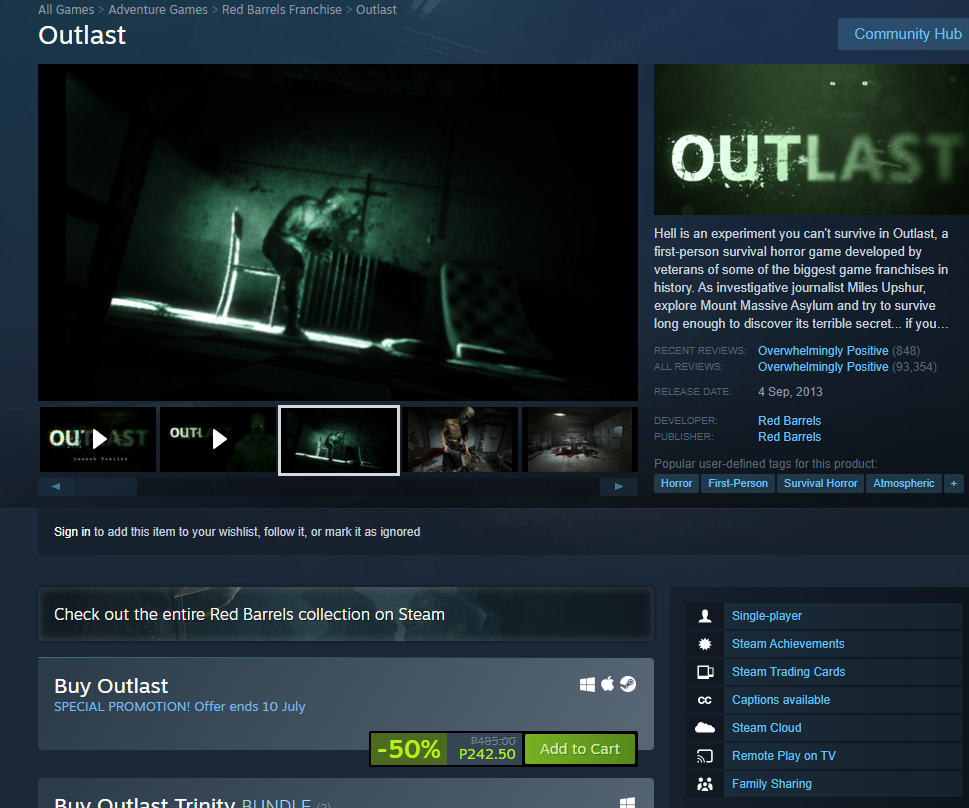 All Games > Adventure Games > Red Barrels Franchise > Outlast
Outlast
Community Hub
OUTLAST
Hell is an experiment you can't survive in Outlast, a
first-person survival horror game developed by
veterans of some of the biggest game franchises in
history. As investigative journalist Miles Upshur,
explore Mount Massive Asylum and try to survive
long enough to discover its terrible secret... if you...
RECENT REVIEWS: Overwhelmingly Positive (848)
ALL REVIEWS: Overwhelmingly Positive (93,354)
RELEASE DATE: 4 Sep, 2013
DEVELOPER: Red Barrels
PUBLISHER: Red Barrels
Popular user-defined tags for this product:
Horror First-Person Survival Horror Atmospheric +
OUTLAST
Launch Trailer
OUTLAST
Sign in to add this item to your wishlist, follow it, or mark it as ignored
Check out the entire Red Barrels collection on Steam
Buy Outlast
SPECIAL PROMOTION! Offer ends 10 July
-50% P485.00 P242.50 Add to Cart
Buy Outlast Trinity BUNDLE (?)
Single-player
Steam Achievements
Steam Trading Cards
CC Captions available
Steam Cloud
Remote Play on TV
Family Sharing